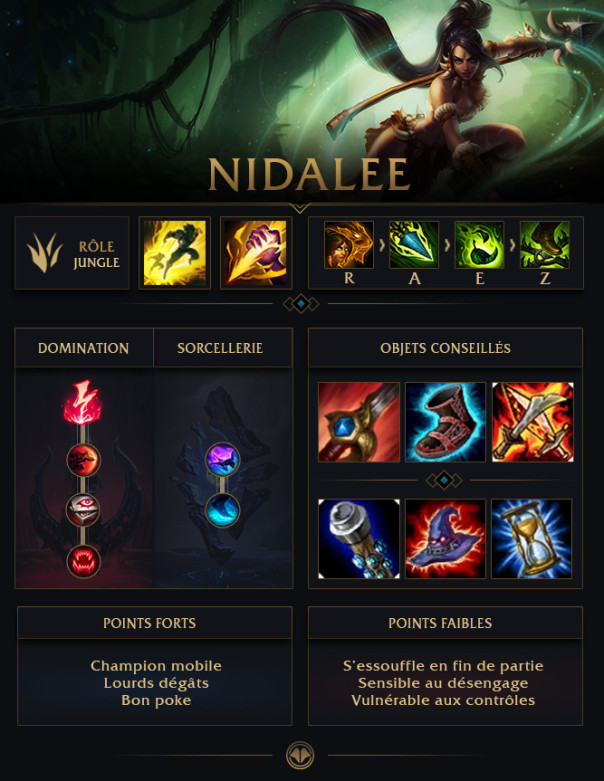 NIDALEE
RÔLE
JUNGLE
R
A
E
Z
DOMINATION
SORCELLERIE
OBJETS CONSEILLÉS
POINTS FORTS
Champion mobile
Lourds dégâts
Bon poke
POINTS FAIBLES
S'essouffle en fin de partie
Sensible au désengage
Vulnérable aux contrôles